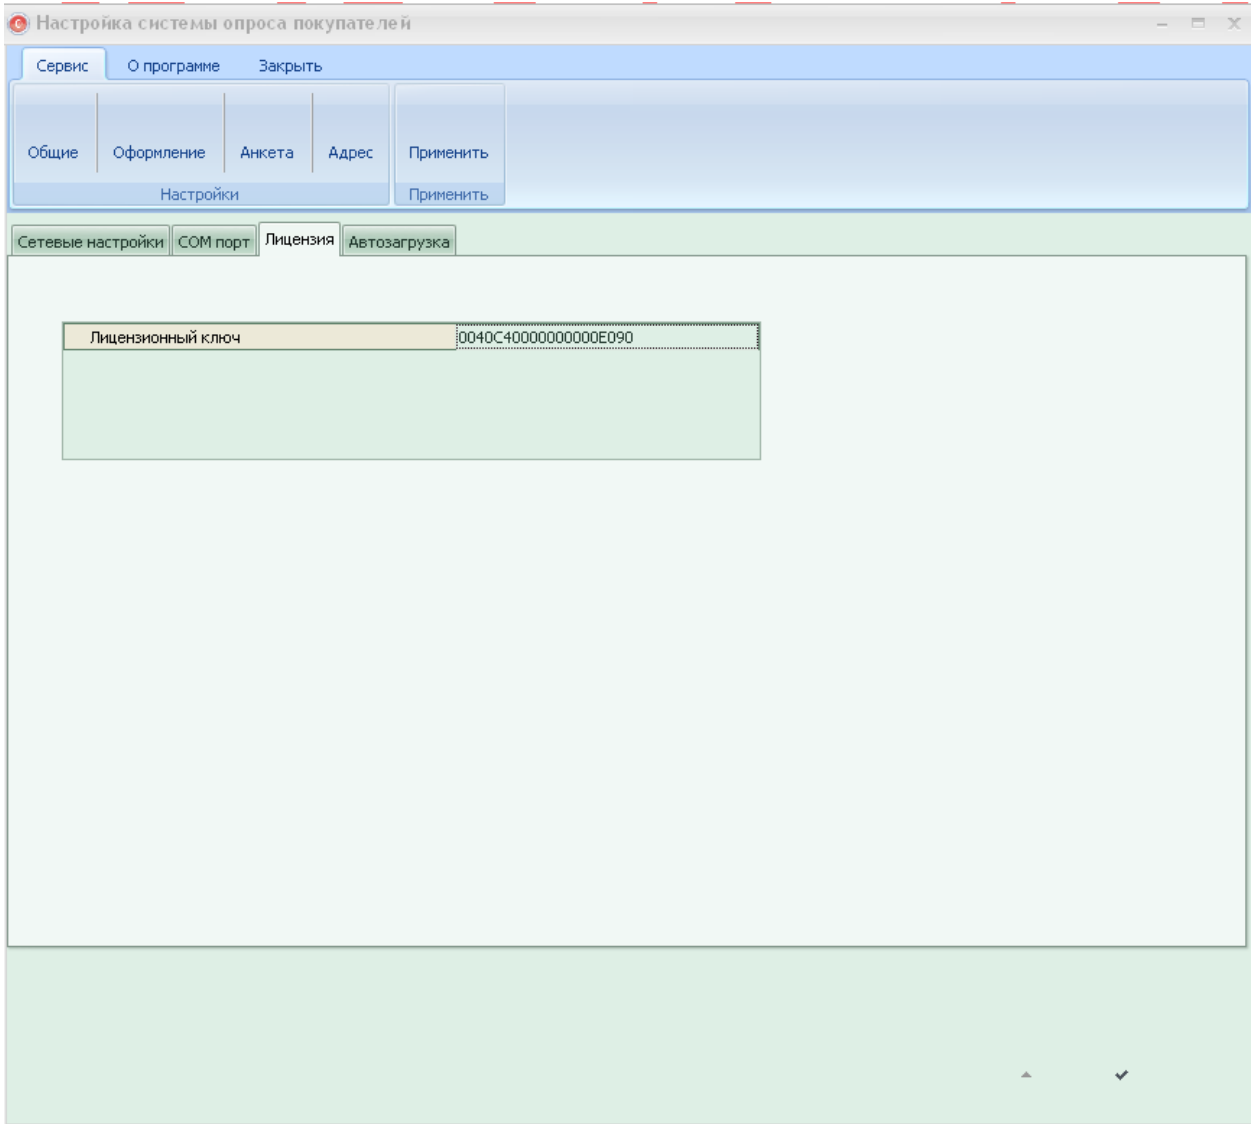 Настройка системы опроса покупателей
Сервис О программе Закрыть
Общие Оформление Анкета Адрес Применить
Настройки Применить
Сетевые настройки COM порт Лицензия Автозагрузка
Лицензионный ключ 0040C40000000000E090